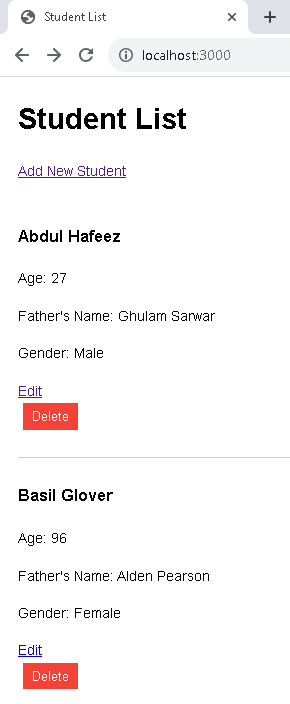 Student List
localhost:3000
Student List
Add New Student
Abdul Hafeez
Age: 27
Father's Name: Ghulam Sarwar
Gender: Male
Edit
Delete
Basil Glover
Age: 96
Father's Name: Alden Pearson
Gender: Female
Edit
Delete